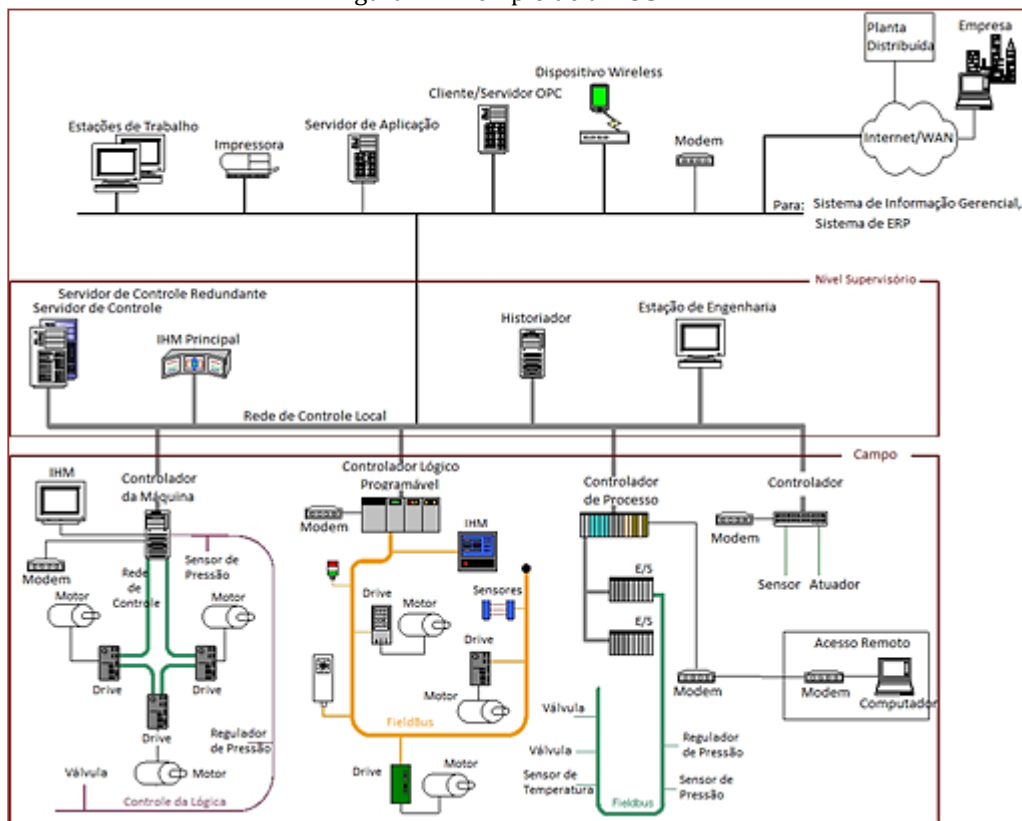 Planta
Distribuída
Empresa
Dispositivo Wireless
Cliente/Servidor OPC
Estações de Trabalho
Impressora
Servidor de Aplicação
Modem
Internet/WAN
Para: Sistema de Informação Gerencial,
Sistema de ERP
Nível Supervisório
Servidor de Controle Redundante
Servidor de Controle
IHM Principal
Historiador
Estação de Engenharia
Rede de Controle Local
Campo
IHM
Controlador
da Máquina
Controlador Lógico
Programável
Controlador
de Processo
Controlador
Modem
Modem
IHM
Modem
Sensor de
Pressão
Rede
de
Controle
Motor
Motor
Drive
Motor
Sensores
Drive
E/S
E/S
Sensor
Atuador
Drive
Drive
Drive
Motor
Acesso Remoto
Modem
Modem
Computador
Válvula
Regulador
de Pressão
FieldBus
Regulador
de Pressão
Válvula
Válvula
Motor
Drive
Motor
Sensor de
Temperatura
Sensor de
Pressão
Controle da Lógica
Fieldbus